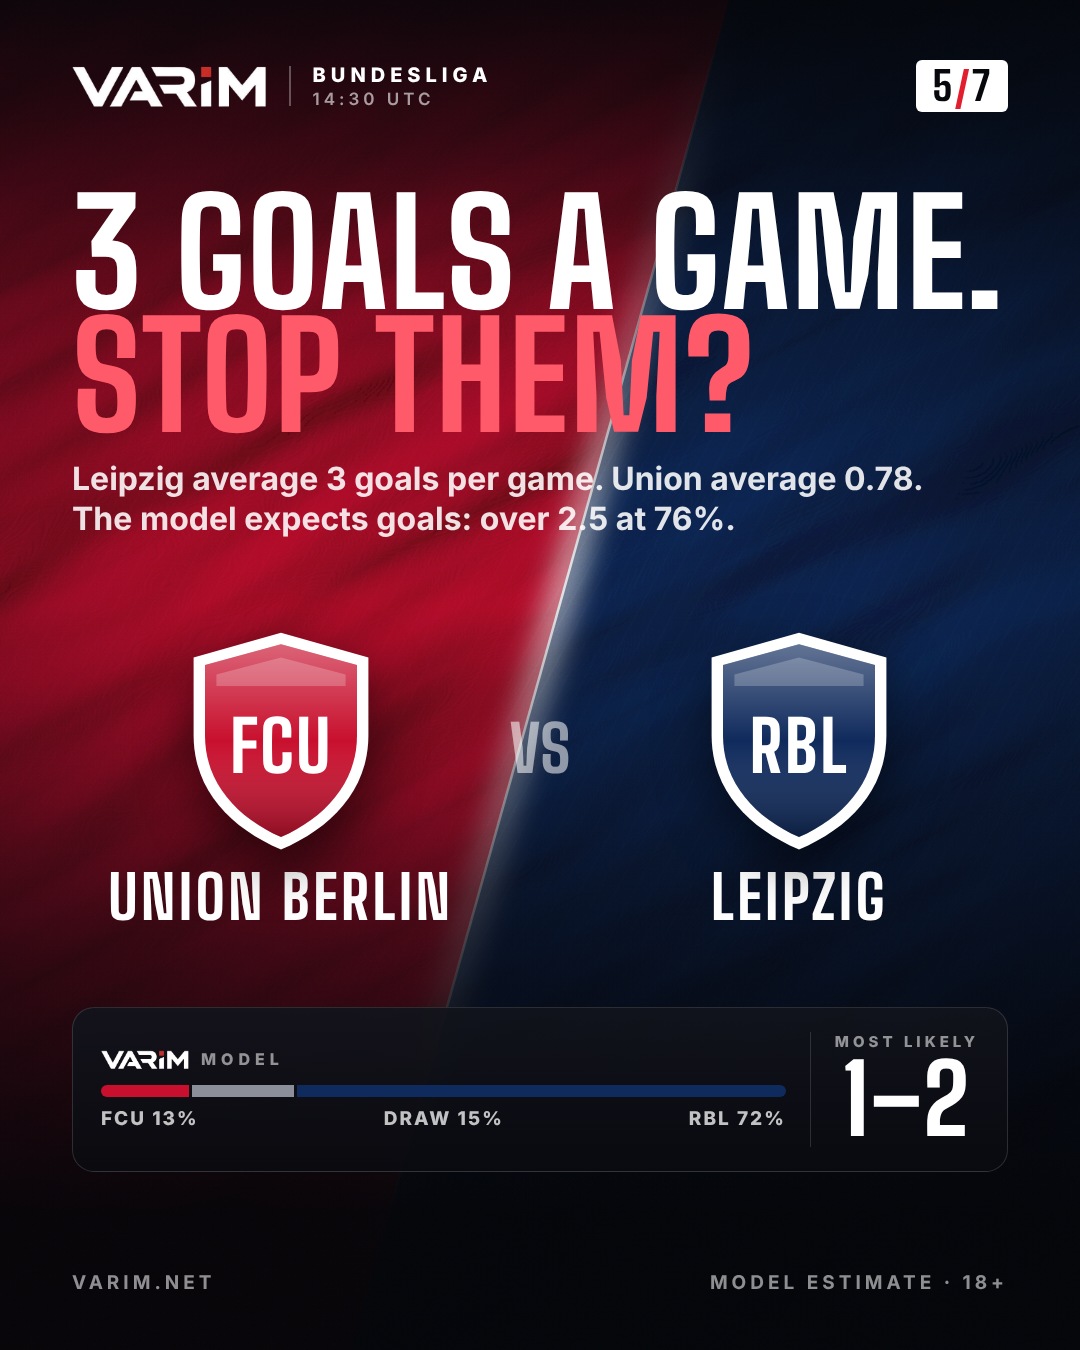 VARiM
BUNDESLIGA
14:30 UTC
5/7
3 GOALS A GAME.
STOP THEM?
Leipzig average 3 goals per game. Union average 0.78.
The model expects goals: over 2.5 at 76%.
FCU
VS
RBL
UNION BERLIN
LEIPZIG
VARiM MODEL
FCU 13%
DRAW 15%
RBL 72%
MOST LIKELY
1–2
VARIM.NET
MODEL ESTIMATE · 18+